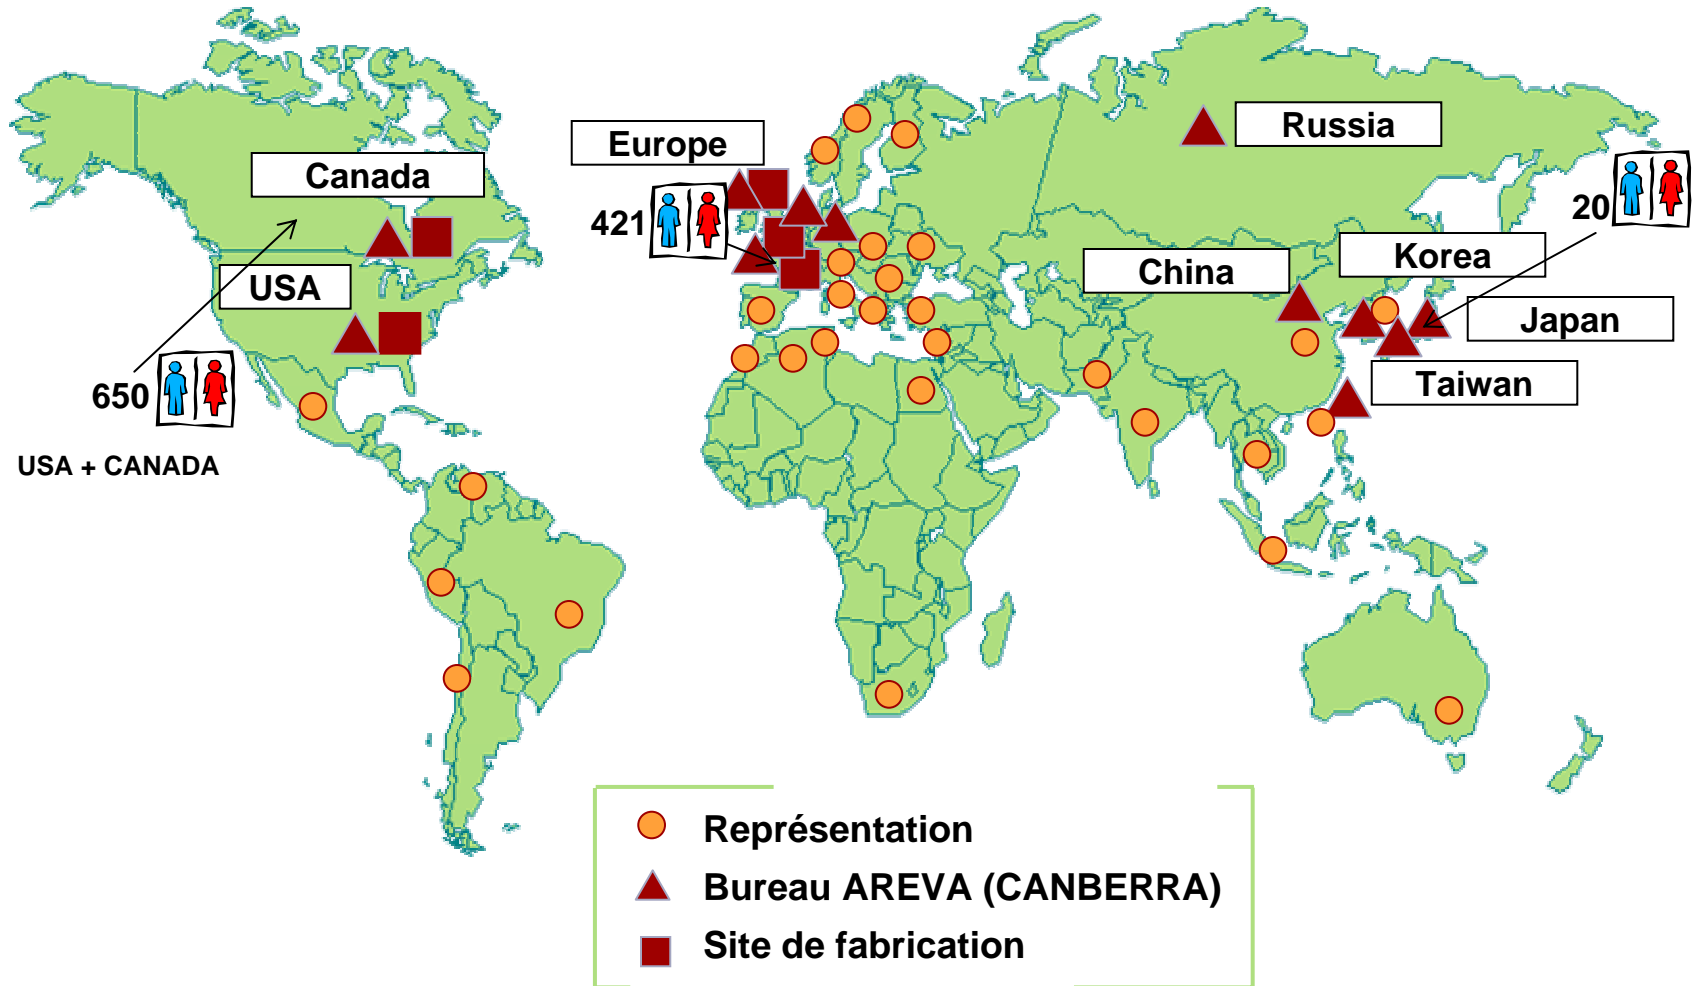 Russia
Europe
Canada
421
20
Korea
China
USA
Japan
Taiwan
650
USA + CANADA
Représentation
Bureau AREVA (CANBERRA)
Site de fabrication